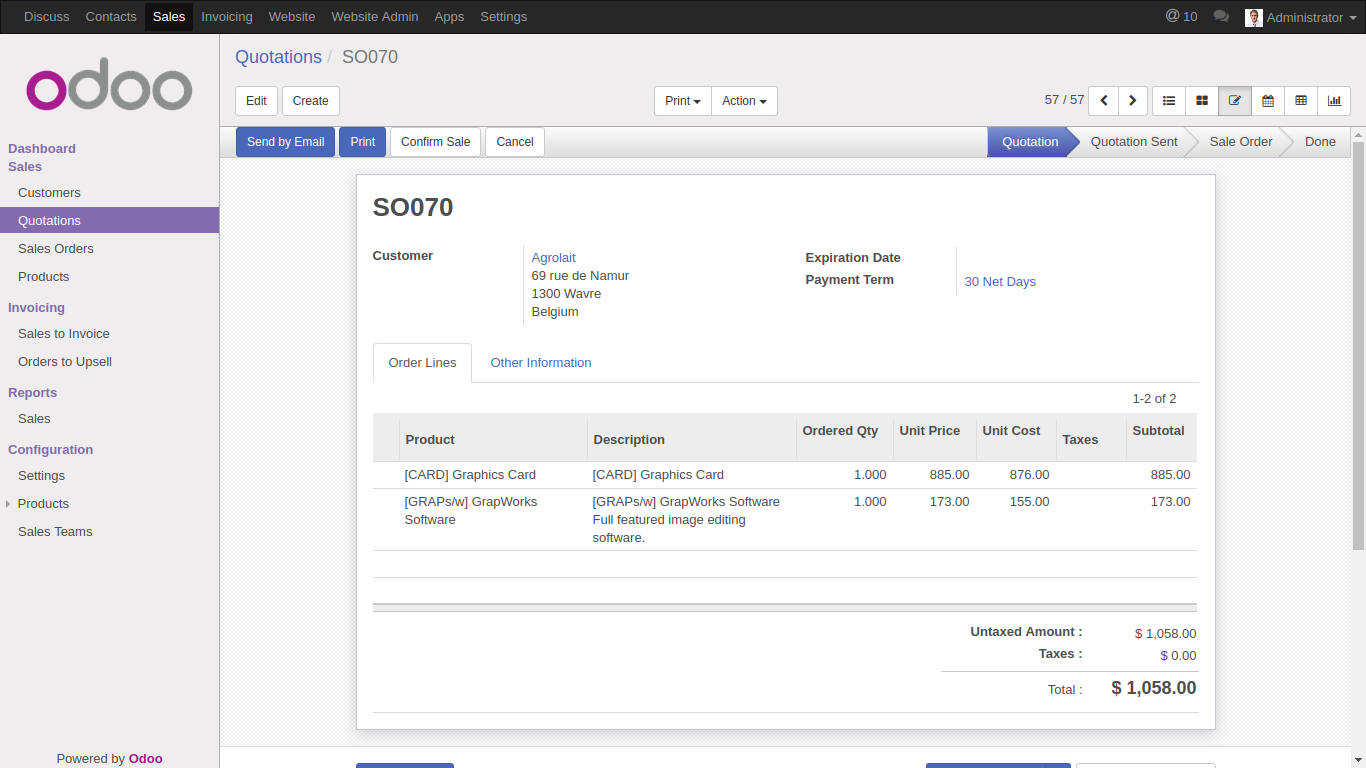 Discuss Contacts Sales Invoicing Website Website Admin Apps Settings @ 10 Administrator
odoo
Quotations / SO070
Edit Create Print Action 57 / 57
Send by Email Print Confirm Sale Cancel Quotation Quotation Sent Sale Order Done
Dashboard
Sales
Customers
Quotations
Sales Orders
Products
Invoicing
Sales to Invoice
Orders to Upsell
Reports
Sales
Configuration
Settings
Products
Sales Teams
Powered by Odoo
SO070
Customer
Agrolait
69 rue de Namur
1300 Wavre
Belgium
Expiration Date
Payment Term 30 Net Days
Order Lines Other Information
1-2 of 2
Product Description Ordered Qty Unit Price Unit Cost Taxes Subtotal
[CARD] Graphics Card [CARD] Graphics Card 1.000 885.00 876.00 885.00
[GRAPs/w] GrapWorks [GRAPs/w] GrapWorks Software 1.000 173.00 155.00 173.00
Software Full featured image editing
software.
Untaxed Amount : $ 1,058.00
Taxes : $ 0.00
Total : $ 1,058.00